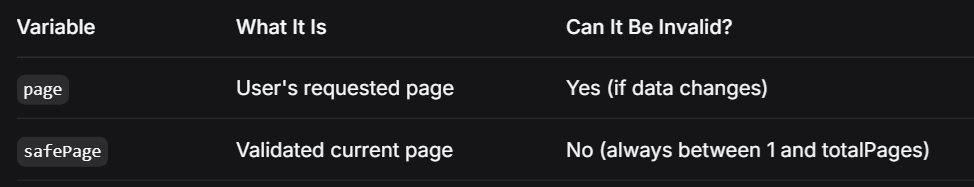 Variable What It Is Can It Be Invalid?
page User's requested page Yes (if data changes)
safePage Validated current page No (always between 1 and totalPages)